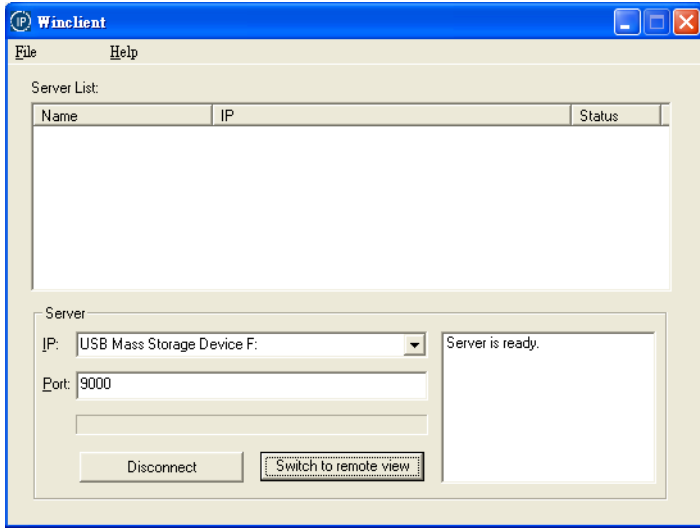 IP Winclient
File Help
Server List:
Name IP Status
Server
IP: USB Mass Storage Device F:
Server is ready.
Port: 9000
Disconnect Switch to remote view